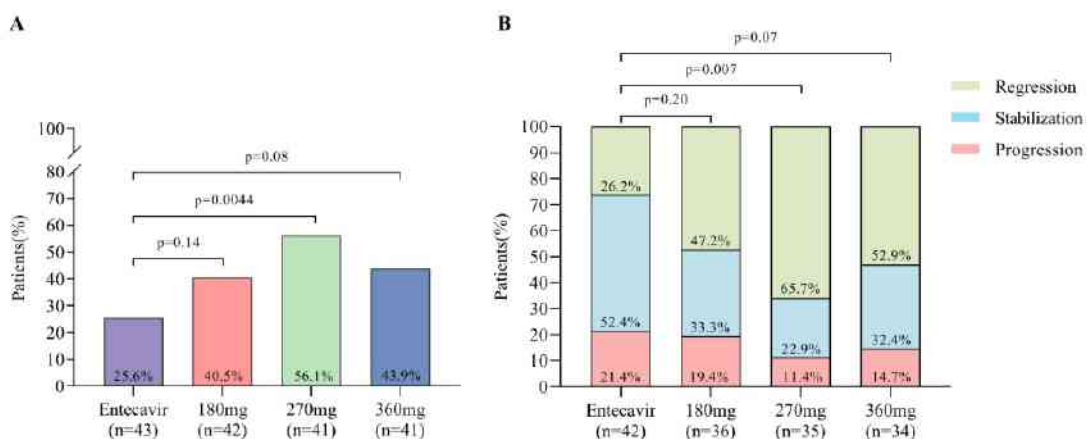 A
Patients(%)
100
80
70
60
50
40
30
20
10
0
p=0.08
p=0.0044
p=0.14
25.6%
40.5%
56.1%
43.9%
Entecavir
(n=43)
180mg
(n=42)
270mg
(n=41)
360mg
(n=41)
B
Patients(%)
100
90
80
70
60
50
40
30
20
10
0
p=0.07
p=0.007
p=0.20
26.2%
52.4%
21.4%
47.2%
33.3%
19.4%
65.7%
22.9%
11.4%
52.9%
32.4%
14.7%
Entecavir
(n=42)
180mg
(n=36)
270mg
(n=35)
360mg
(n=34)
Regression
Stabilization
Progression